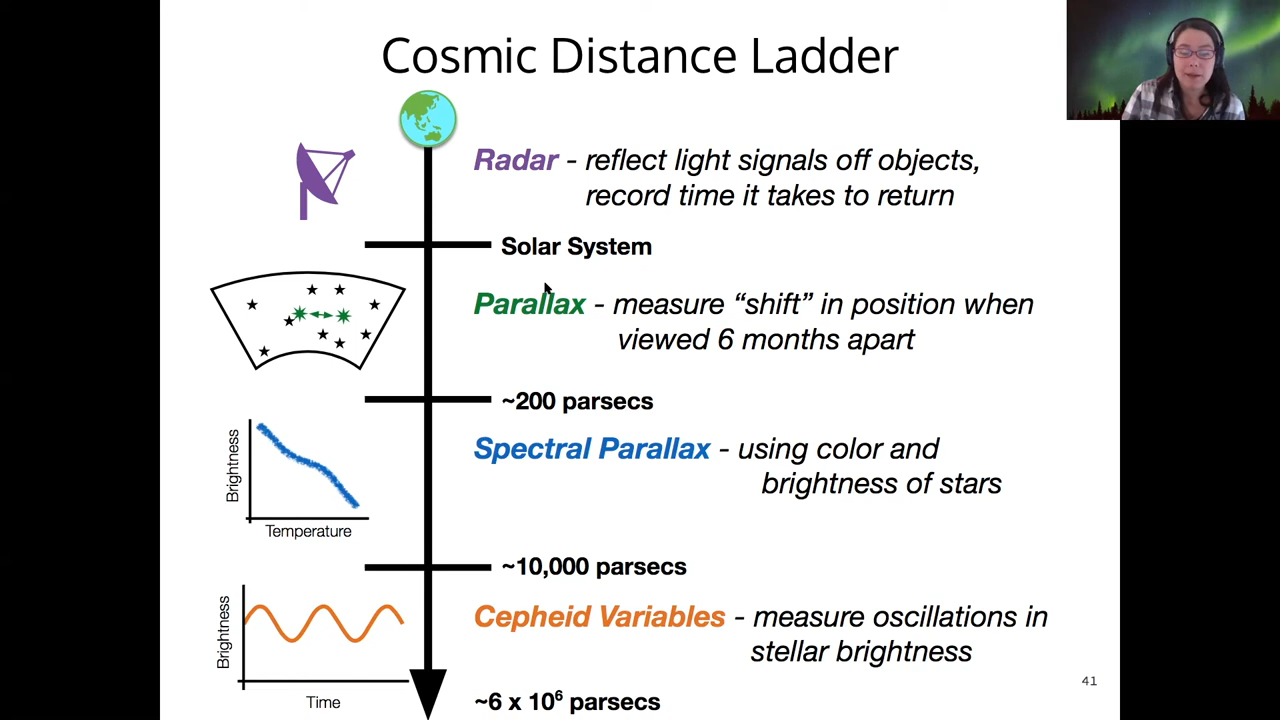 Cosmic Distance Ladder
Radar - reflect light signals off objects,
record time it takes to return
Solar System
Parallax - measure “shift” in position when
viewed 6 months apart
~200 parsecs
Brightness
Temperature
Spectral Parallax - using color and
brightness of stars
~10,000 parsecs
Brightness
Time
Cepheid Variables - measure oscillations in
stellar brightness
~6 x 10⁶ parsecs
41